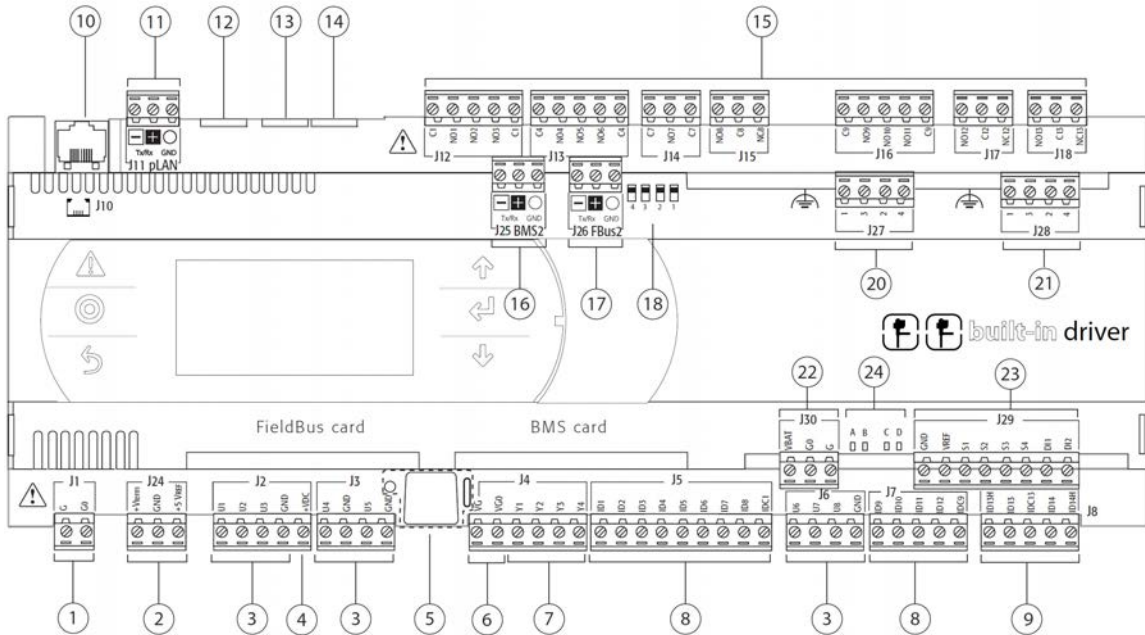 10 11 12 13 14 15
C1 NO1 NO2 NO3 C1 C4 NO4 NO5 NO6 C4 C7 NO7 C7 NO8 C8 NC8 C9 NO9 NO10 NO11 C9 NO12 C12 NC12 NO13 C13 NC13
Tx/Rx GND
J11 pLAN
J12 J13 J14 J15 J16 J17 J18
J10
Tx/Rx GND
J25 BMS2
Tx/Rx GND
J26 FBus2
4 3 2 1
1 3 2 4
J27
1 3 2 4
J28
16 17 18 20 21
built-in driver
22 24 23
FieldBus card
BMS card
J30
A B C D
J29
VBAT G0 G
GND VREF S1 S2 S3 S4 DI1 DI2
J1 J24 J2 J3 J4 J5 J6 J7 J8
G G0
+Vterm GND +5 VREF
U1 U2 U3 GND +VDC
U4 GND U5 GND
VG VG0 Y1 Y2 Y3 Y4
ID1 ID2 ID3 ID4 ID5 ID6 ID7 ID8 IDC1
U6 U7 U8 GND
ID9 ID10 ID11 ID12 IDC9
ID13H ID13 IDC13 ID14 ID14H
1 2 3 4 3 5 6 7 8 3 8 9